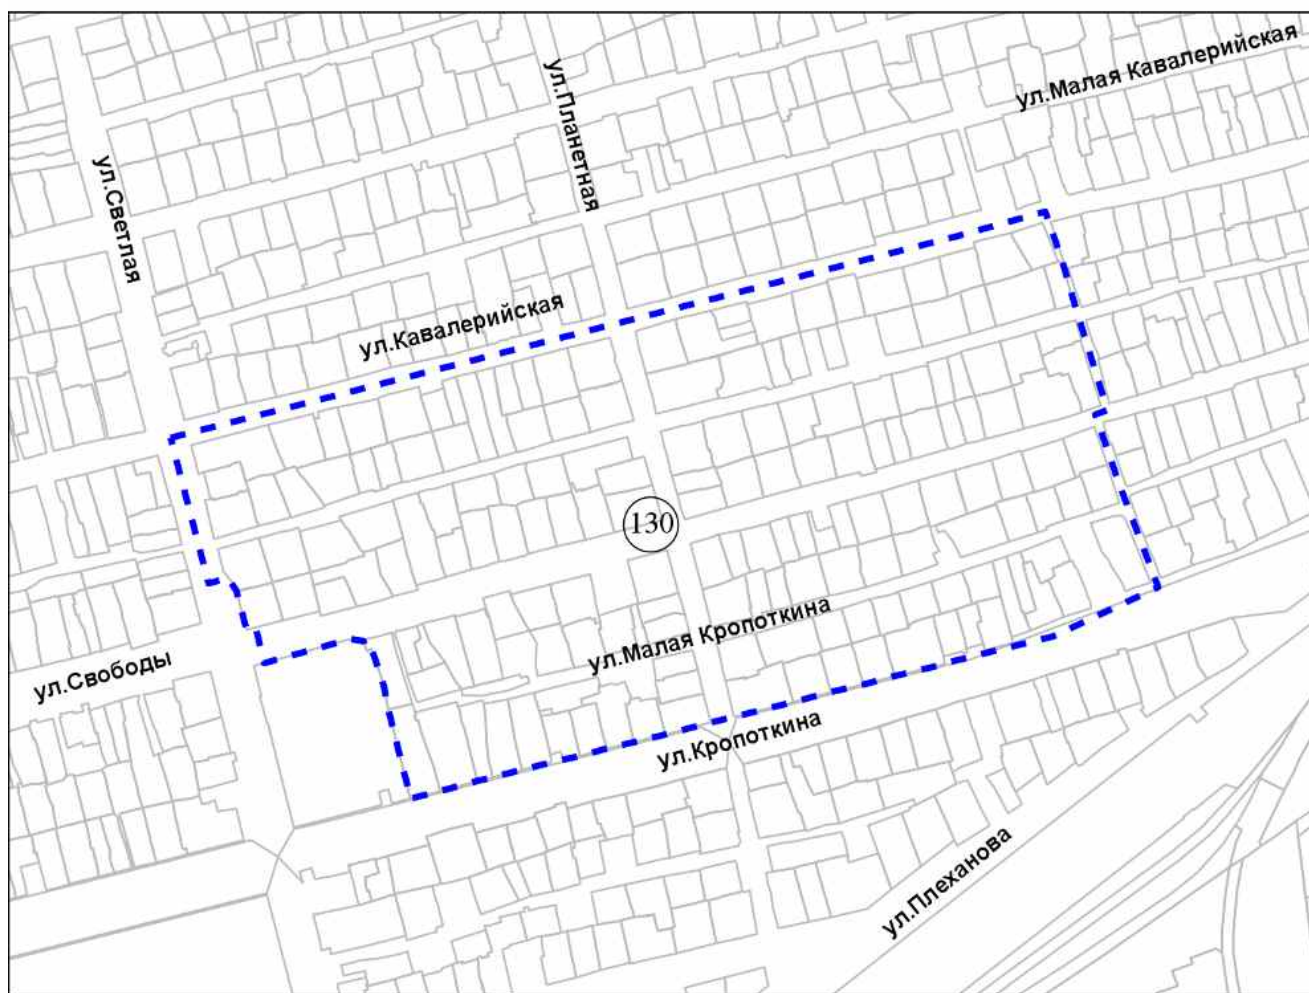 ул.Малая Кавалерийская
ул.Планетная
ул.Светлая
ул.Кавалерийская
130
ул.Малая Кропоткина
ул.Свободы
ул.Кропоткина
ул.Плеханова